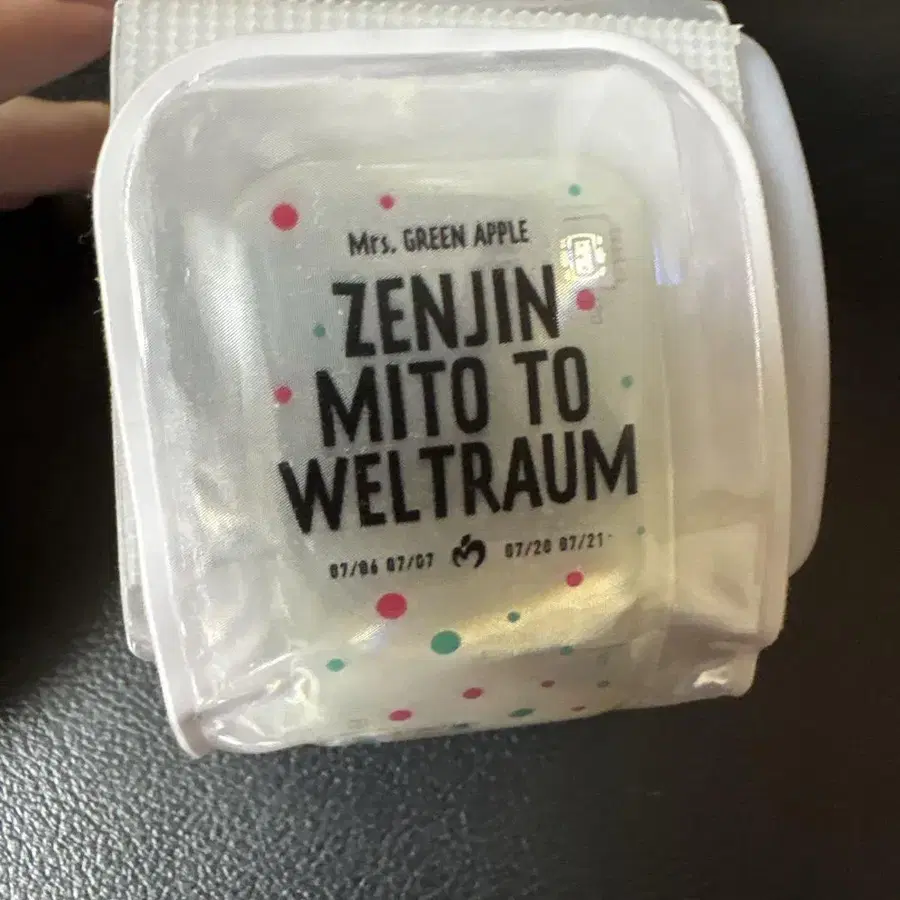 Mrs. GREEN APPLE
ZENJIN
MITO TO
WELTRAUM
07/06 07/07 07/20 07/21